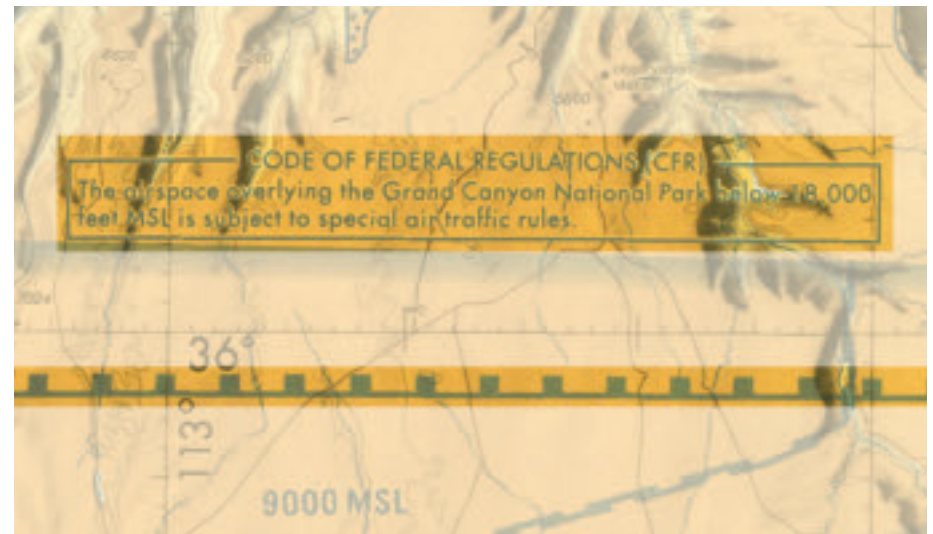 CODE OF FEDERAL REGULATIONS (CFR)
The airspace overlying the Grand Canyon National Park below 18,000
feet MSL is subject to special air traffic rules.
36°
113°
9000 MSL